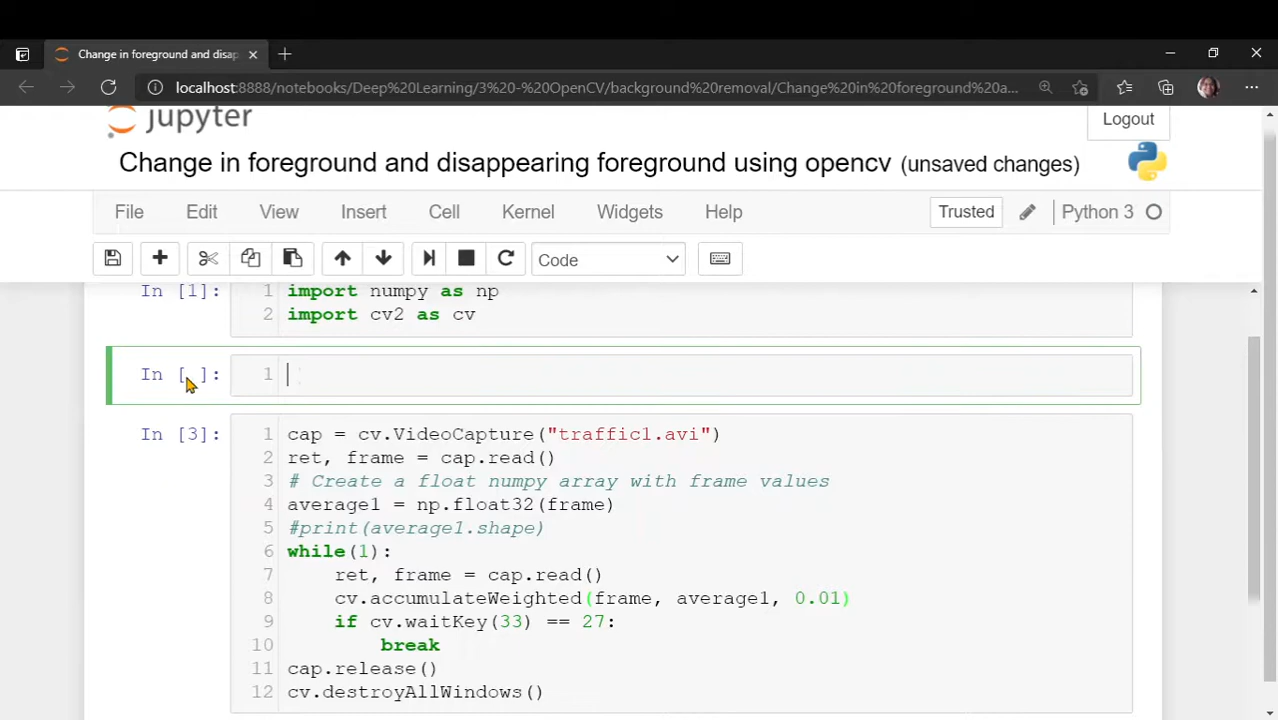 Change in foreground and disapp
localhost:8888/notebooks/Deep%20Learning/3%20-%20OpenCV/background%20removal/Change%20in%20foreground%20a...
jupyter
Logout
Change in foreground and disappearing foreground using opencv (unsaved changes)
File Edit View Insert Cell Kernel Widgets Help
Trusted Python 3
Code
In [1]: 1 import numpy as np
2 import cv2 as cv
In [ ]: 1
In [3]: 1 cap = cv.VideoCapture("traffic1.avi")
2 ret, frame = cap.read()
3 # Create a float numpy array with frame values
4 average1 = np.float32(frame)
5 #print(average1.shape)
6 while(1):
7 ret, frame = cap.read()
8 cv.accumulateWeighted(frame, average1, 0.01)
9 if cv.waitKey(33) == 27:
10 break
11 cap.release()
12 cv.destroyAllWindows()